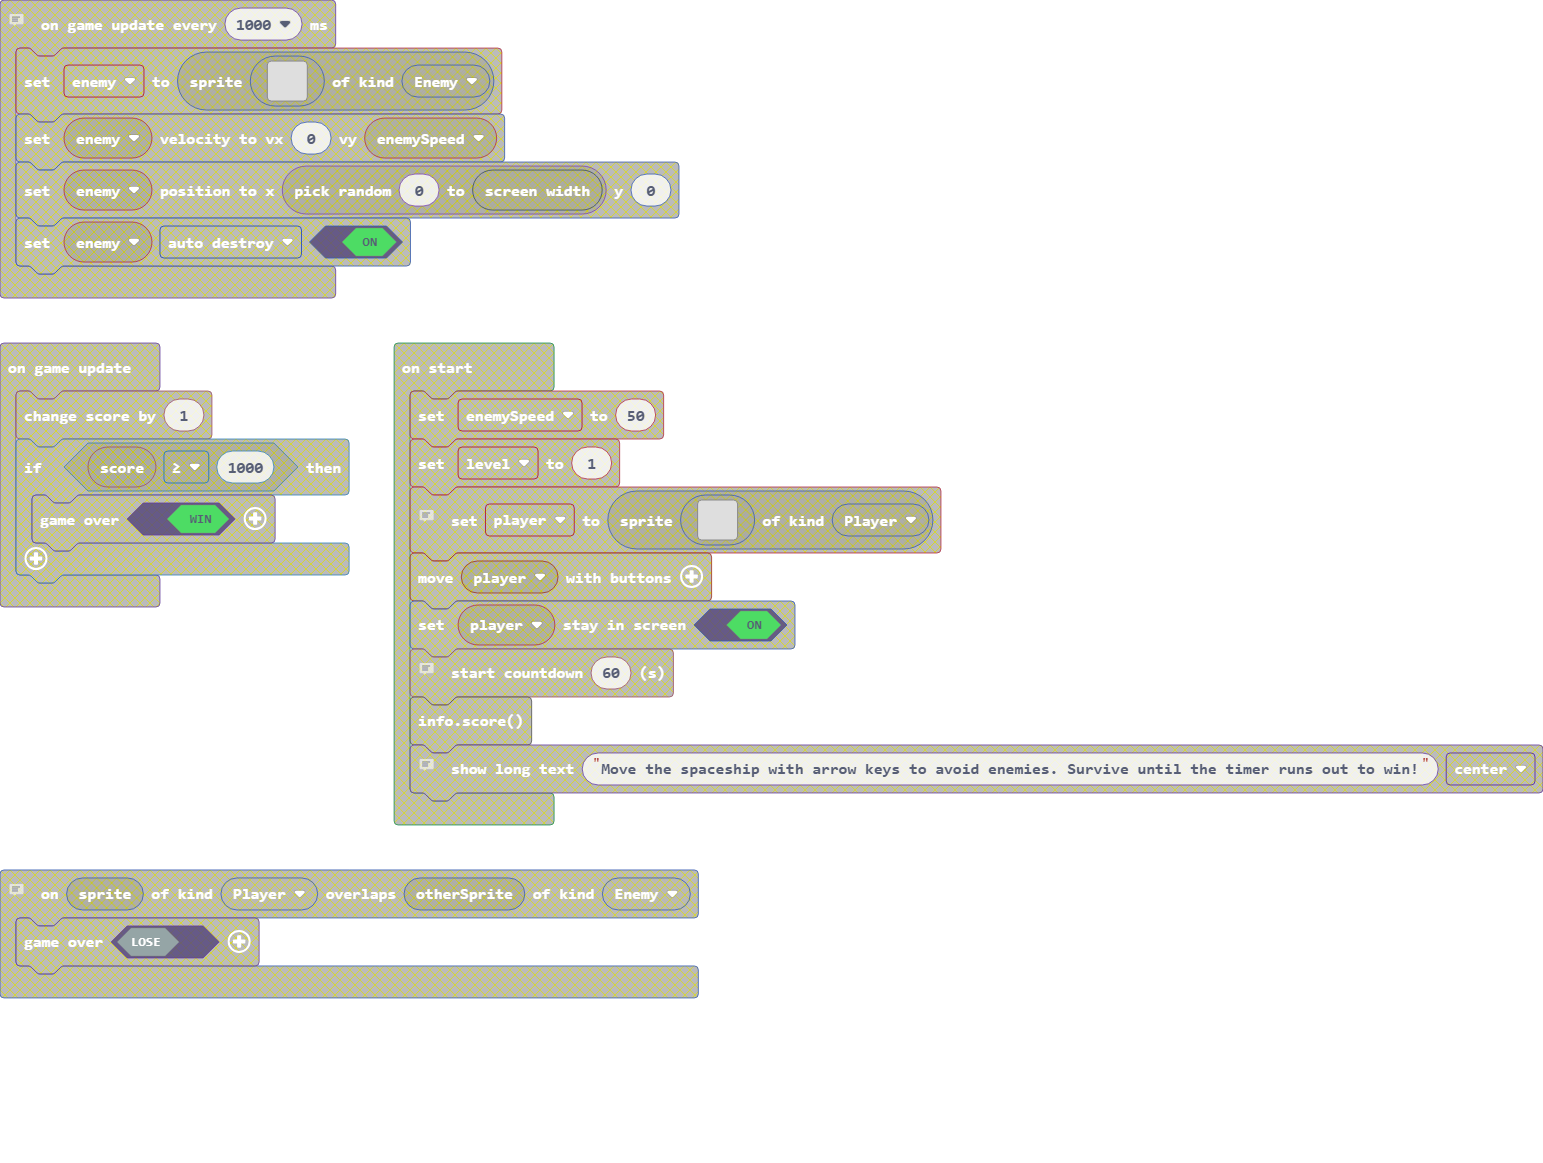 on game update every 1000 ms
set enemy to sprite of kind Enemy
set enemy velocity to vx 0 vy enemySpeed
set enemy position to x pick random 0 to screen width y 0
set enemy auto destroy ON
on game update
change score by 1
if score ≥ 1000 then
game over WIN
on start
set enemySpeed to 50
set level to 1
set player to sprite of kind Player
move player with buttons
set player stay in screen ON
start countdown 60 (s)
info.score()
show long text "Move the spaceship with arrow keys to avoid enemies. Survive until the timer runs out to win!" center
on sprite of kind Player overlaps otherSprite of kind Enemy
game over LOSE